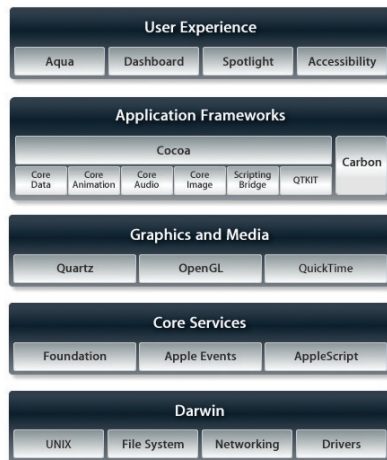 User Experience
Aqua Dashboard Spotlight Accessibility
Application Frameworks
Cocoa
Carbon
Core Data Core Animation Core Audio Core Image Scripting Bridge QTKIT
Graphics and Media
Quartz OpenGL QuickTime
Core Services
Foundation Apple Events AppleScript
Darwin
UNIX File System Networking Drivers